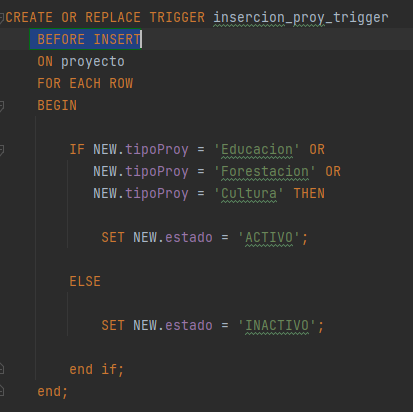 CREATE OR REPLACE TRIGGER insercion_proy_trigger
BEFORE INSERT
ON proyecto
FOR EACH ROW
BEGIN
IF NEW.tipoProy = 'Educacion' OR
NEW.tipoProy = 'Forestacion' OR
NEW.tipoProy = 'Cultura' THEN
SET NEW.estado = 'ACTIVO';
ELSE
SET NEW.estado = 'INACTIVO';
end if;
end;